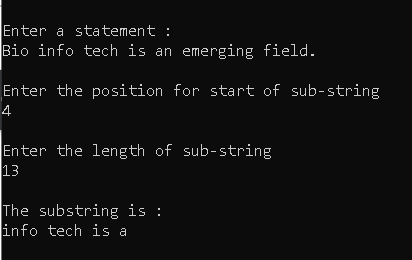 Enter a statement :
Bio info tech is an emerging field.
Enter the position for start of sub-string
4
Enter the length of sub-string
13
The substring is :
info tech is a